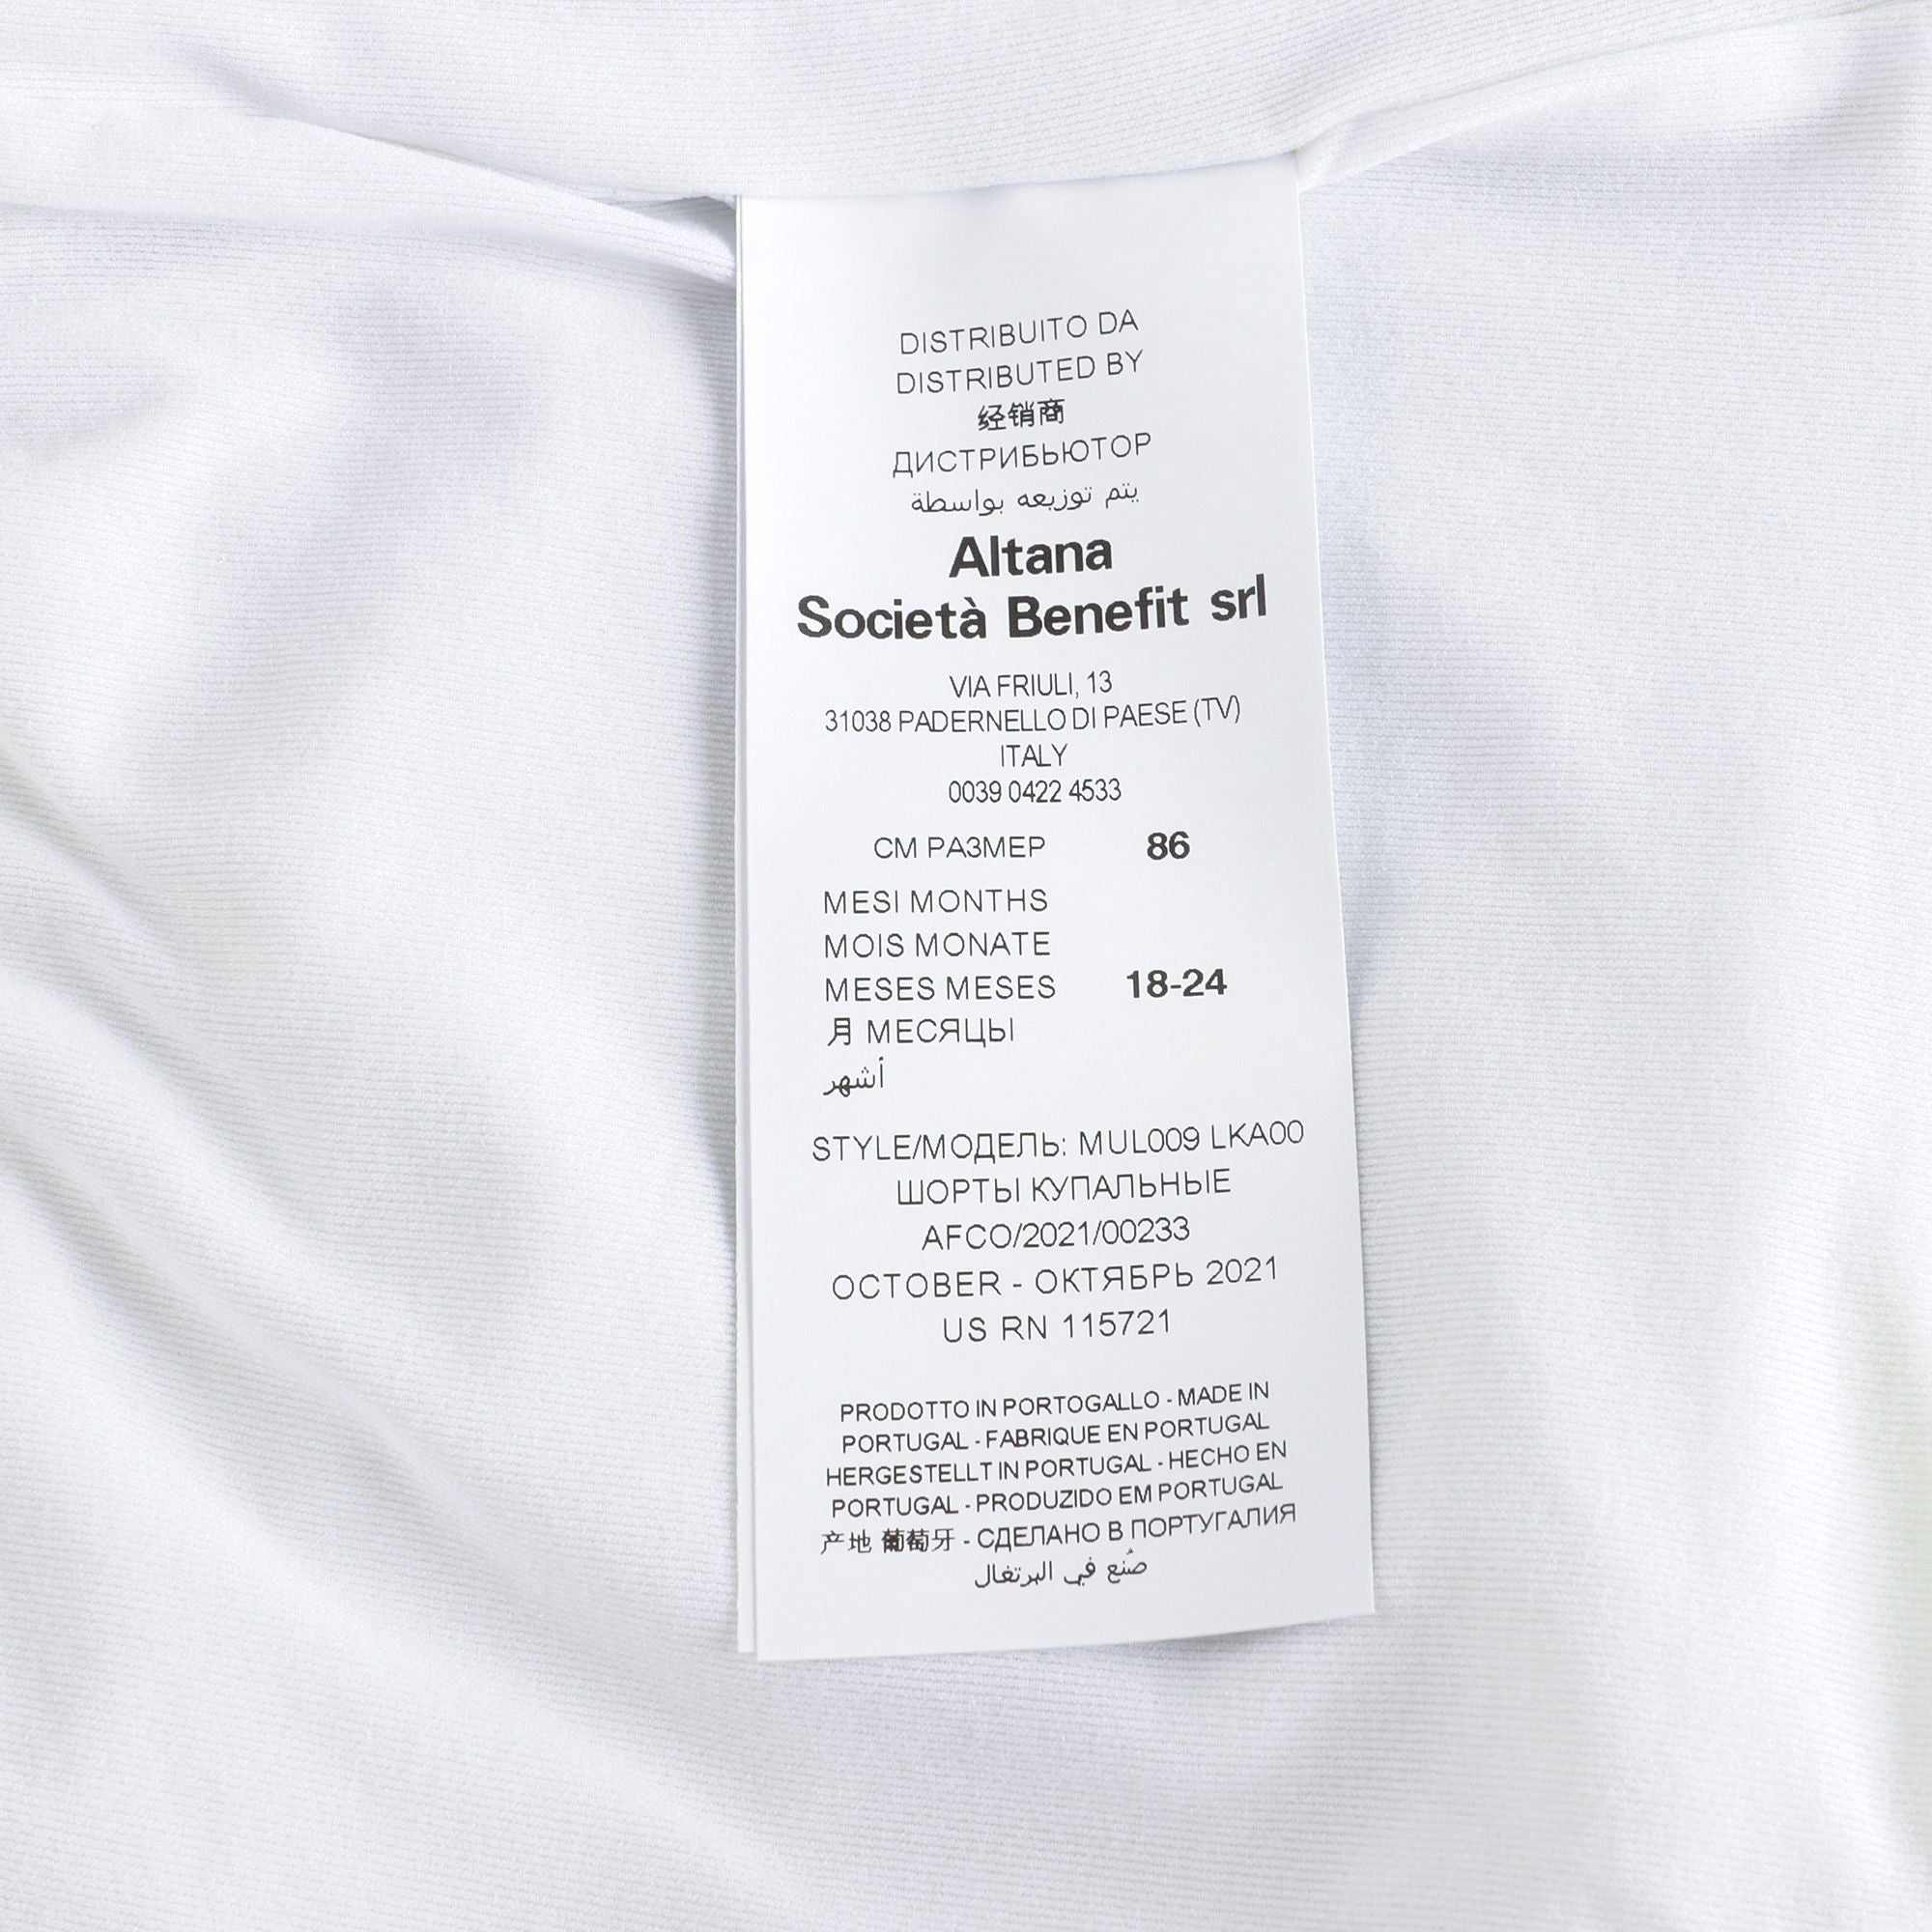 DISTRIBUITO DA
DISTRIBUTED BY
经销商
ДИСТРИБЬЮТОР
يتم توزيعه بواسطة
Altana
Società Benefit srl
VIA FRIULI, 13
31038 PADERNELLO DI PAESE (TV)
ITALY
0039 0422 4533
СМ РАЗМЕР 86
MESI MONTHS
MOIS MONATE
MESES MESES 18-24
月 МЕСЯЦЫ
أشهر
STYLE/МОДЕЛЬ: MUL009 LKA00
ШОРТЫ КУПАЛЬНЫЕ
AFCO/2021/00233
OCTOBER - ОКТЯБРЬ 2021
US RN 115721
PRODOTTO IN PORTOGALLO - MADE IN
PORTUGAL - FABRIQUE EN PORTUGAL
HERGESTELLT IN PORTUGAL - HECHO EN
PORTUGAL - PRODUZIDO EM PORTUGAL
产地 葡萄牙 - СДЕЛАНО В ПОРТУГАЛИЯ
صُنع في البرتغال